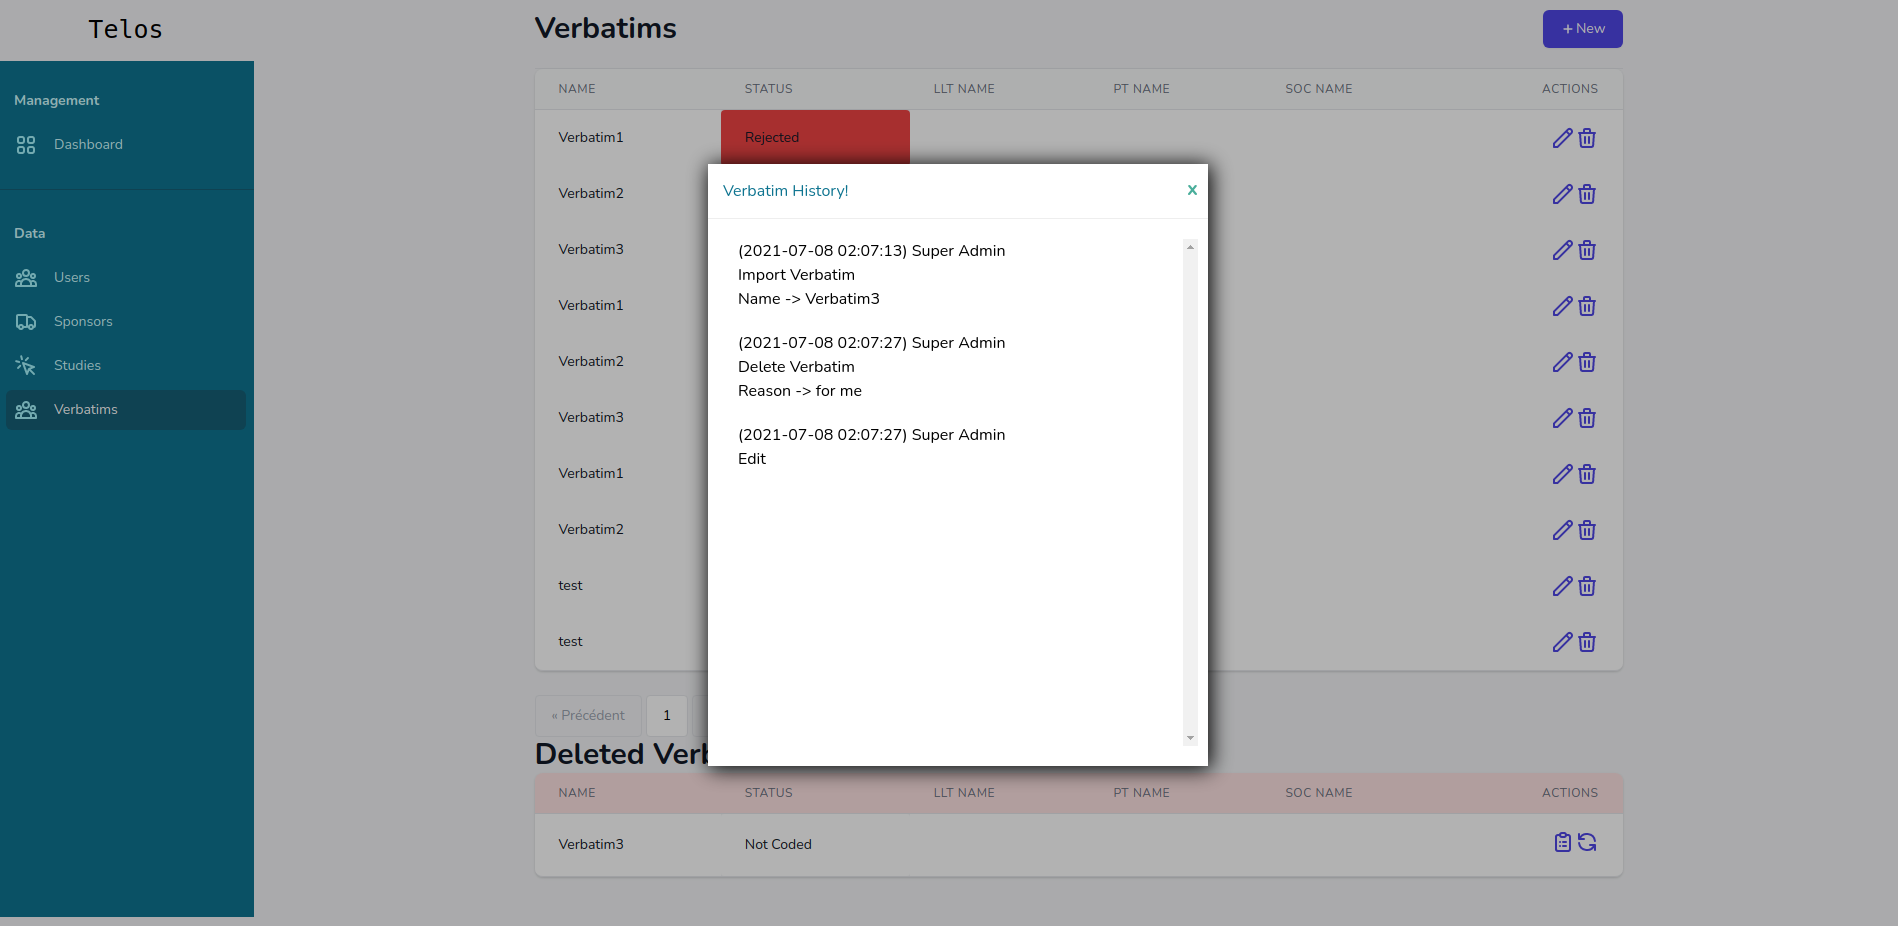 Telos
Management
Dashboard
Data
Users
Sponsors
Studies
Verbatims
Verbatims
+ New
NAME STATUS LLT NAME PT NAME SOC NAME ACTIONS
Verbatim1 Rejected
Verbatim2
Verbatim3
Verbatim1
Verbatim2
Verbatim3
Verbatim1
Verbatim2
test
test
Verbatim History!
x
(2021-07-08 02:07:13) Super Admin
Import Verbatim
Name -> Verbatim3
(2021-07-08 02:07:27) Super Admin
Delete Verbatim
Reason -> for me
(2021-07-08 02:07:27) Super Admin
Edit
« Précédent 1
Deleted
NAME STATUS LLT NAME PT NAME SOC NAME ACTIONS
Verbatim3 Not Coded